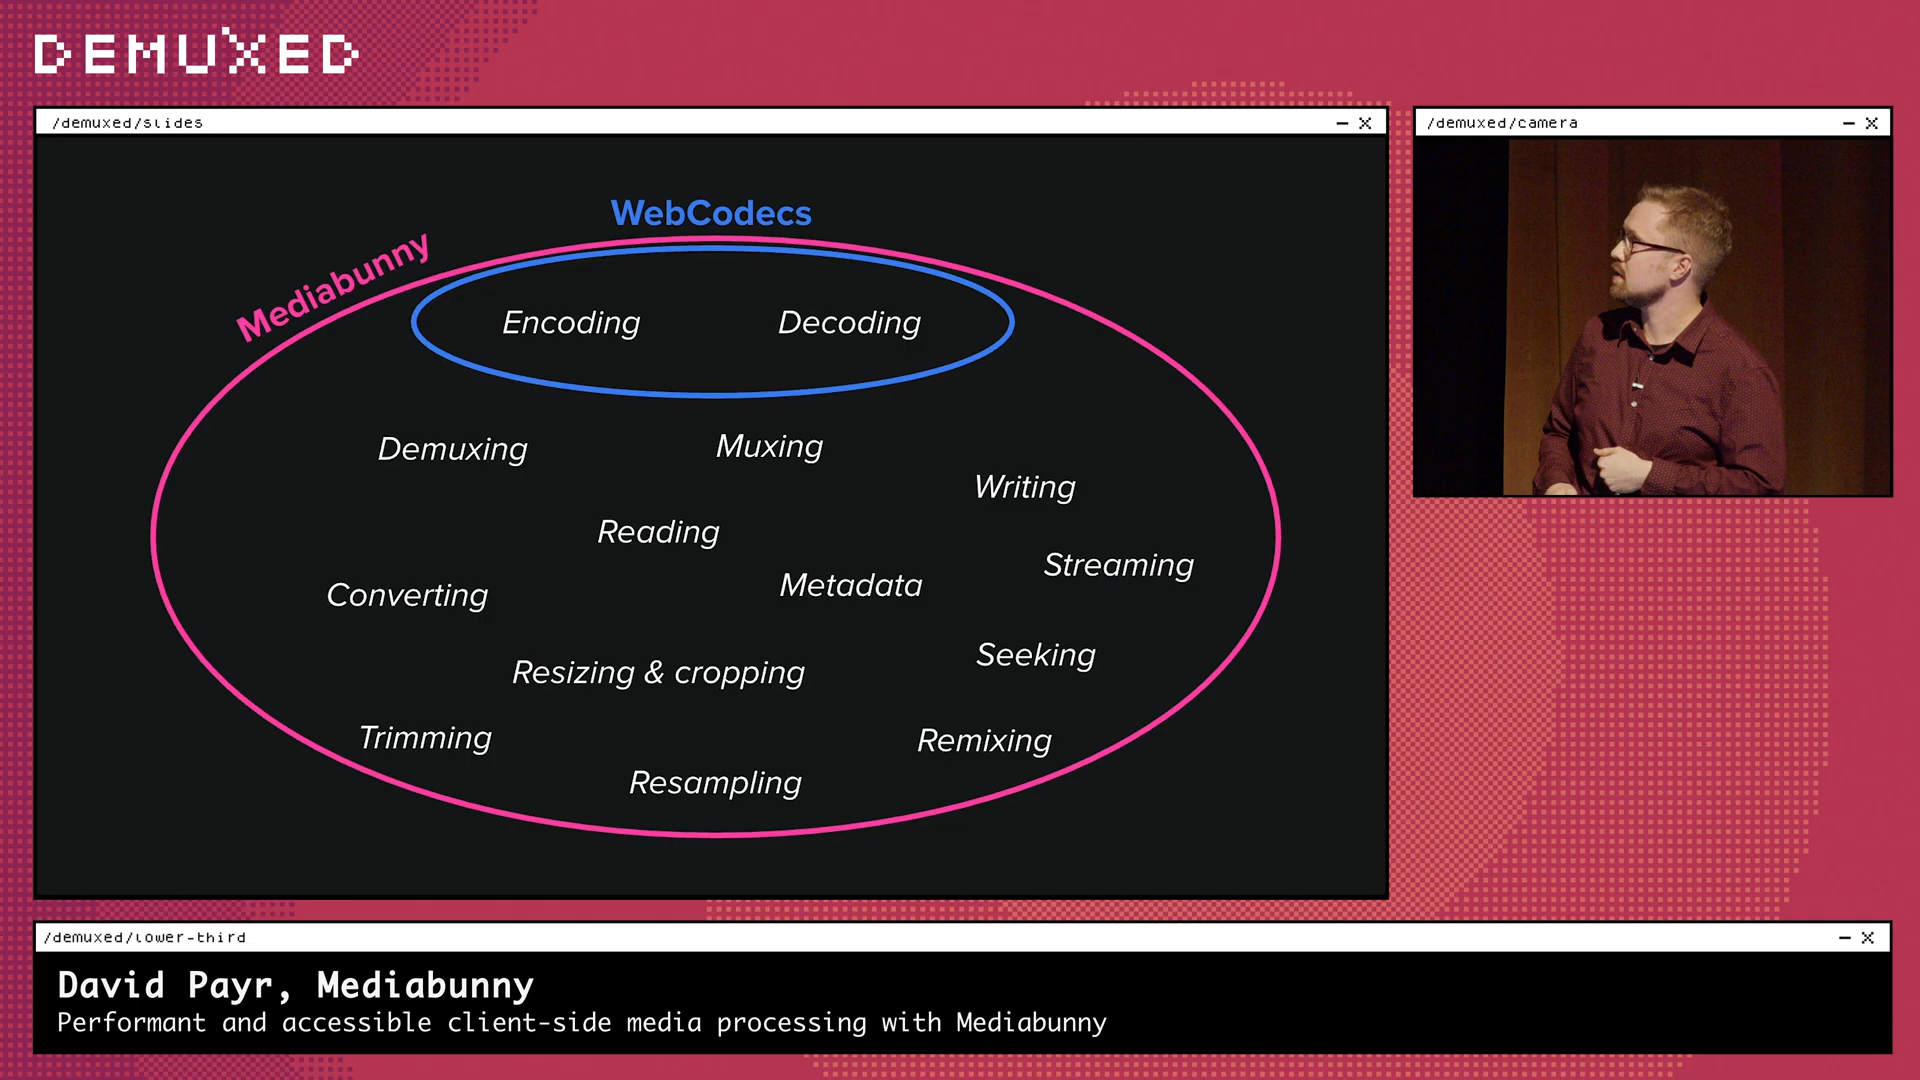 DEMUXED
/demuxed/slides
/demuxed/camera
WebCodecs
Mediabunny
Encoding
Decoding
Demuxing
Muxing
Writing
Reading
Streaming
Converting
Metadata
Seeking
Resizing & cropping
Trimming
Remixing
Resampling
/demuxed/lower-third
David Payr, Mediabunny
Performant and accessible client-side media processing with Mediabunny